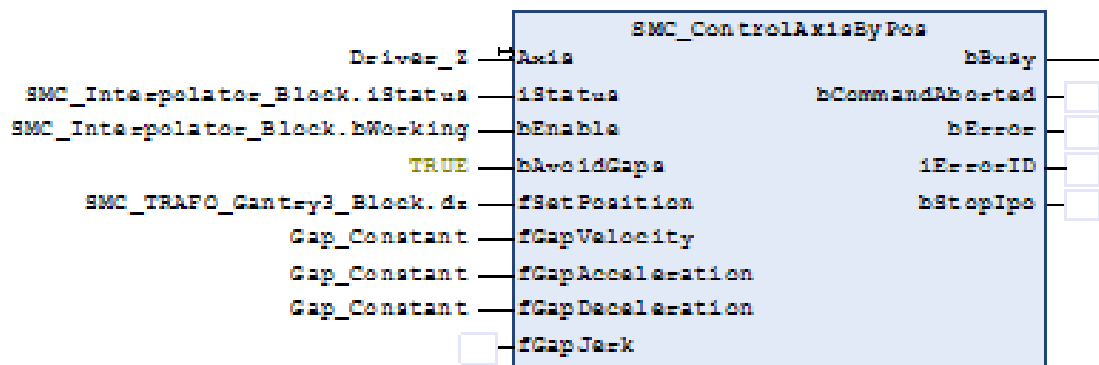 SMC_ControlAxisByPos
Driver_Z Axis bBusy
SMC_Interpolator_Block.iStatus iStatus bCommandAborted
SMC_Interpolator_Block.bWorking bEnable bError
TRUE bAvoidGaps iErrorID
SMC_TRAFO_Gantry3_Block.dz fSetPosition bStopIpo
Gap_Constant fGapVelocity
Gap_Constant fGapAcceleration
Gap_Constant fGapDeceleration
fGapJerk